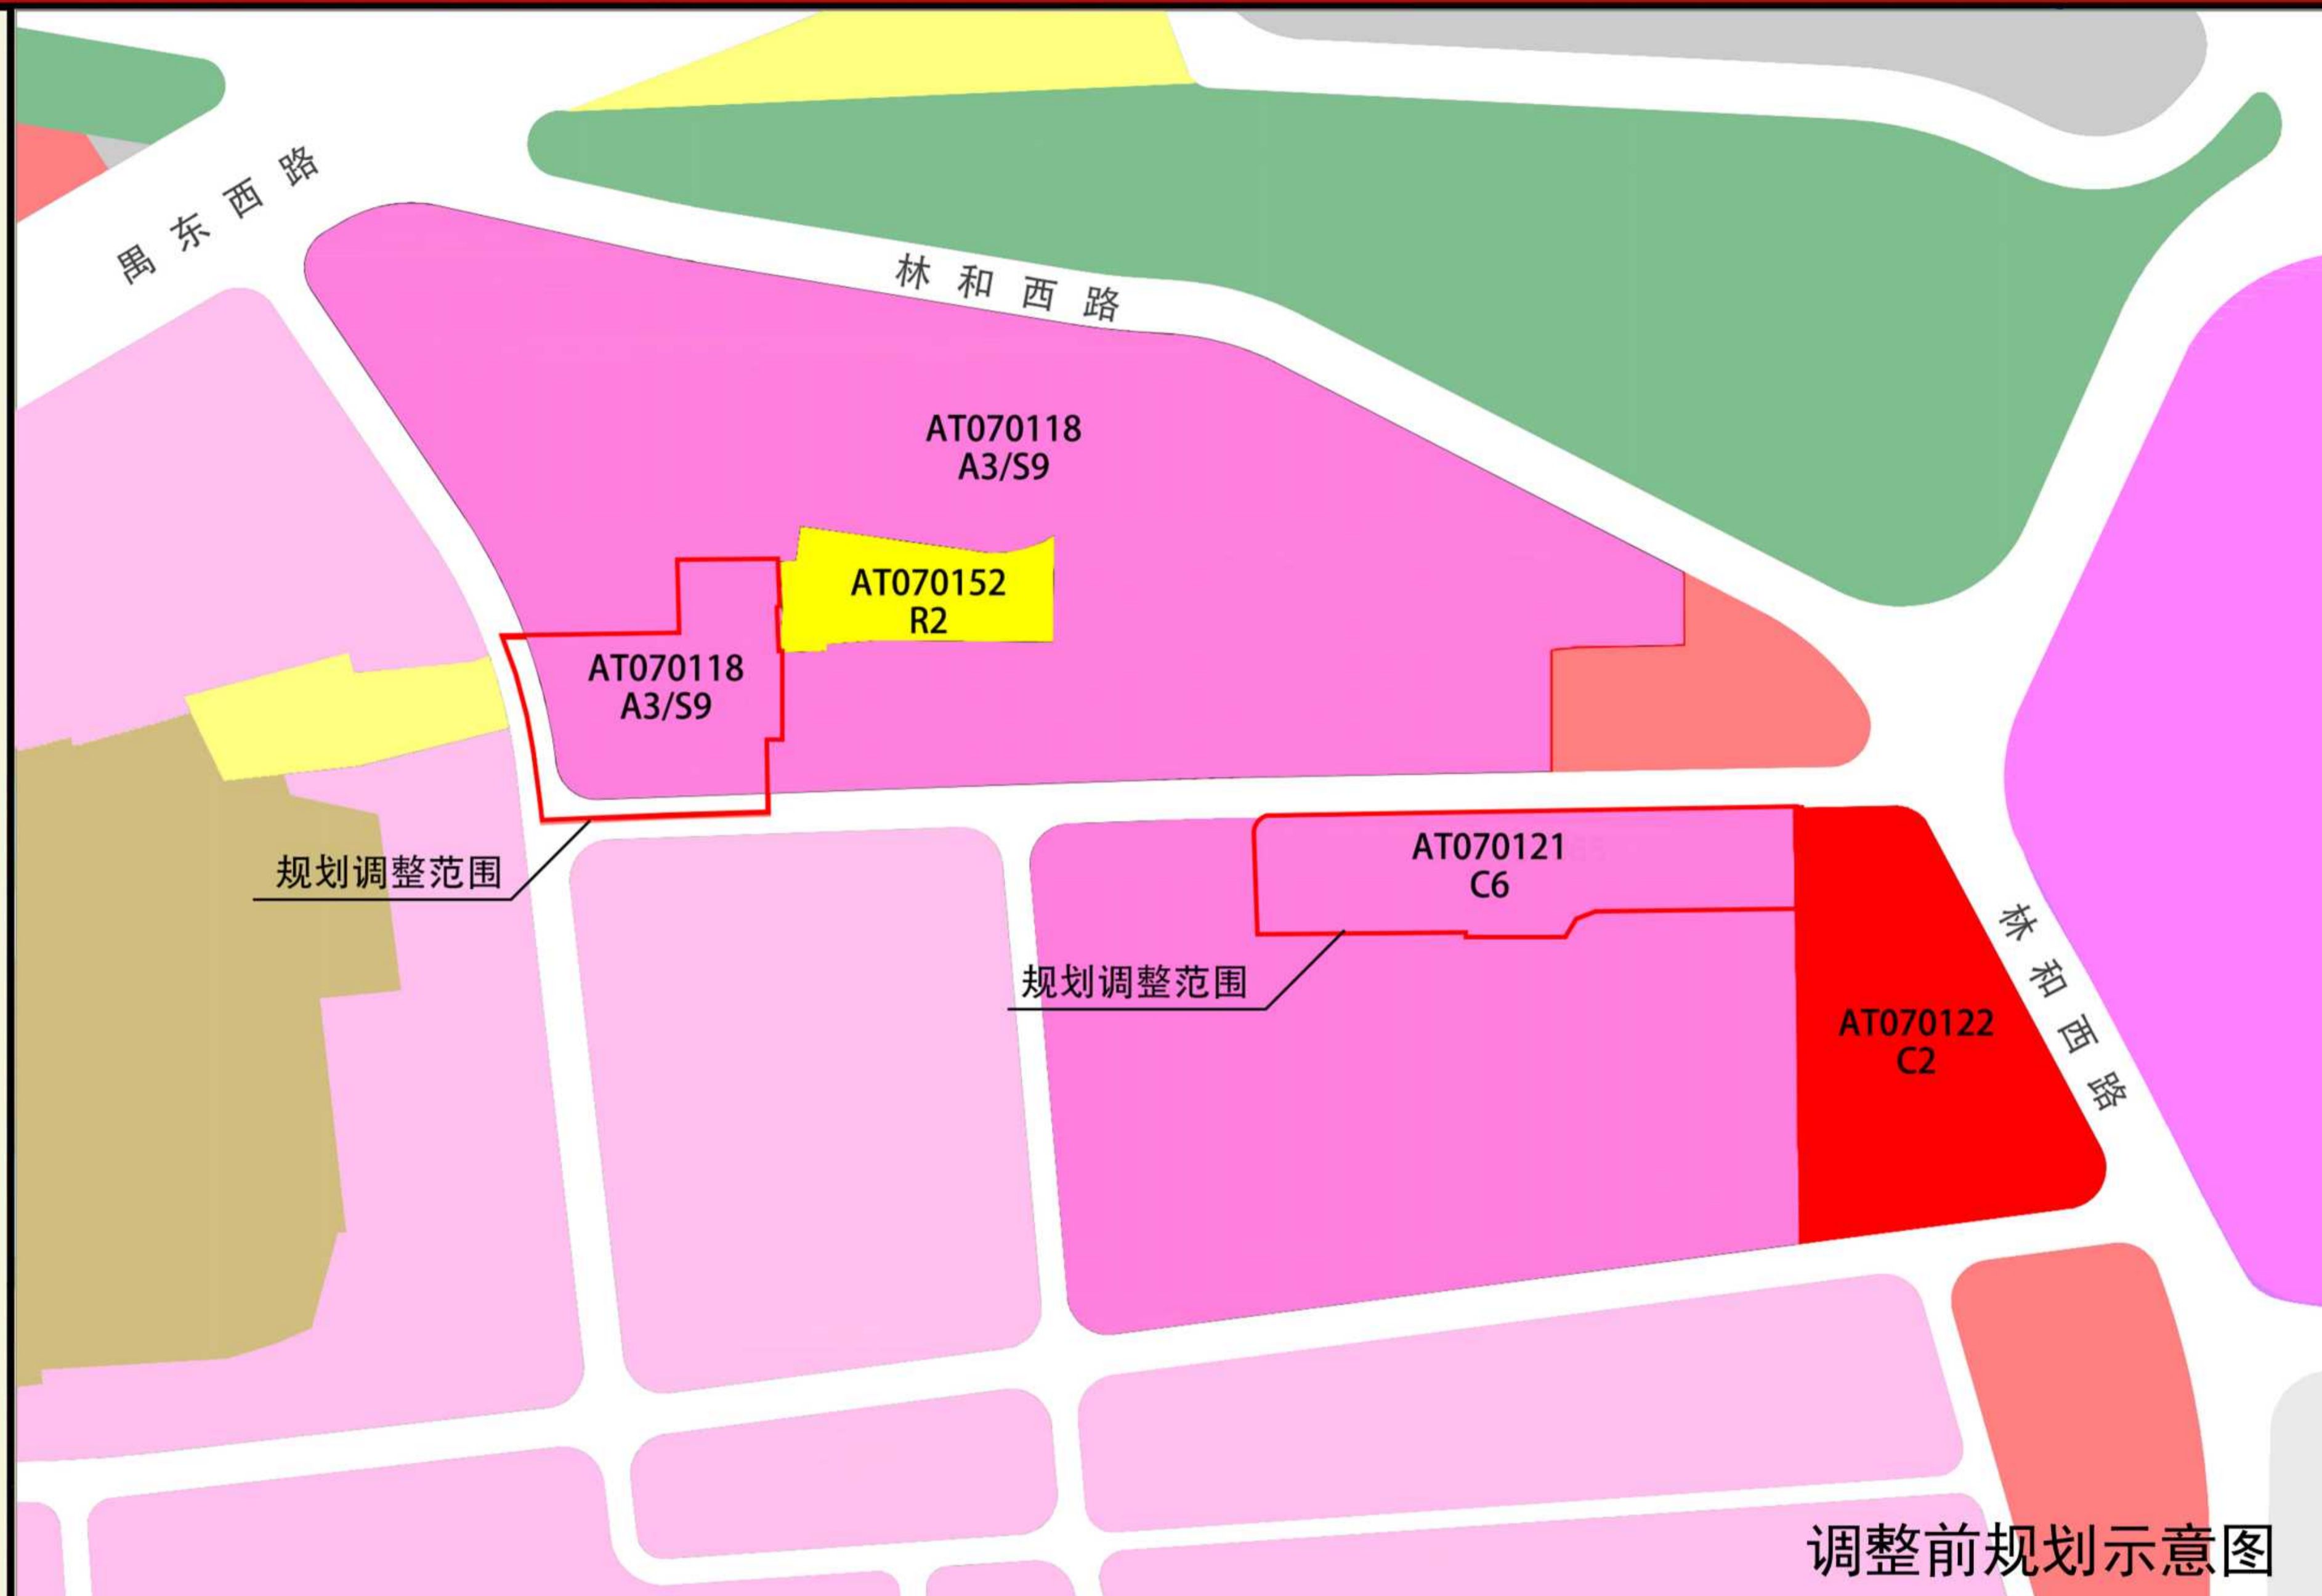 禺东西路
林和西路
AT070118
A3/S9
AT070152
R2
AT070118
A3/S9
规划调整范围
AT070121
C6
规划调整范围
AT070122
C2
林和西路
调整前规划示意图